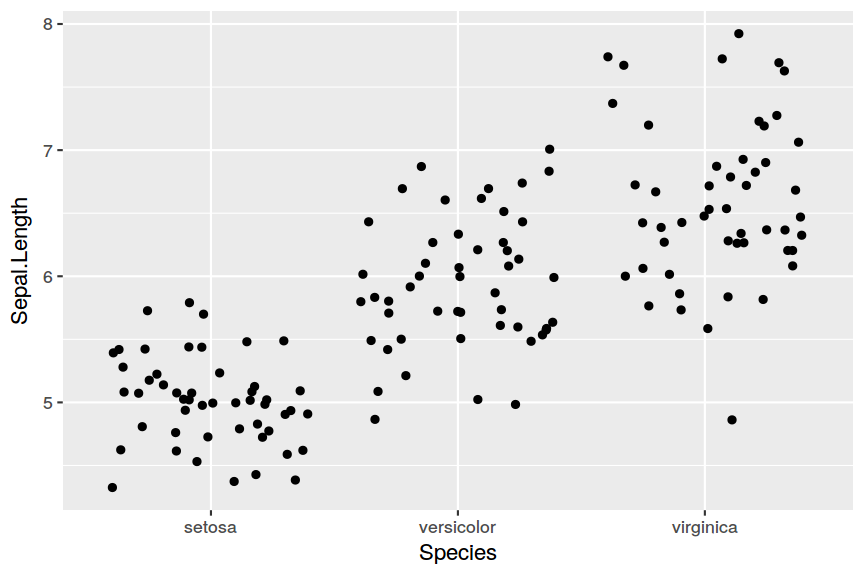 8
7
6
5
Sepal.Length
setosa
versicolor
virginica
Species